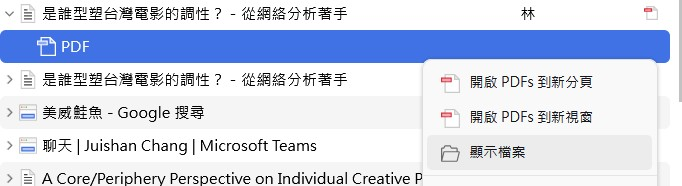 是誰型塑台灣電影的調性？ - 從網絡分析著手 林
PDF
是誰型塑台灣電影的調性？ - 從網絡分析著手
開啟 PDFs 到新分頁
美威鮭魚 - Google 搜尋
開啟 PDFs 到新視窗
聊天 | Juishan Chang | Microsoft Teams
顯示檔案
A Core/Periphery Perspective on Individual Creative P